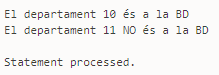 El departament 10 és a la BD
El departament 11 NO és a la BD
Statement processed.